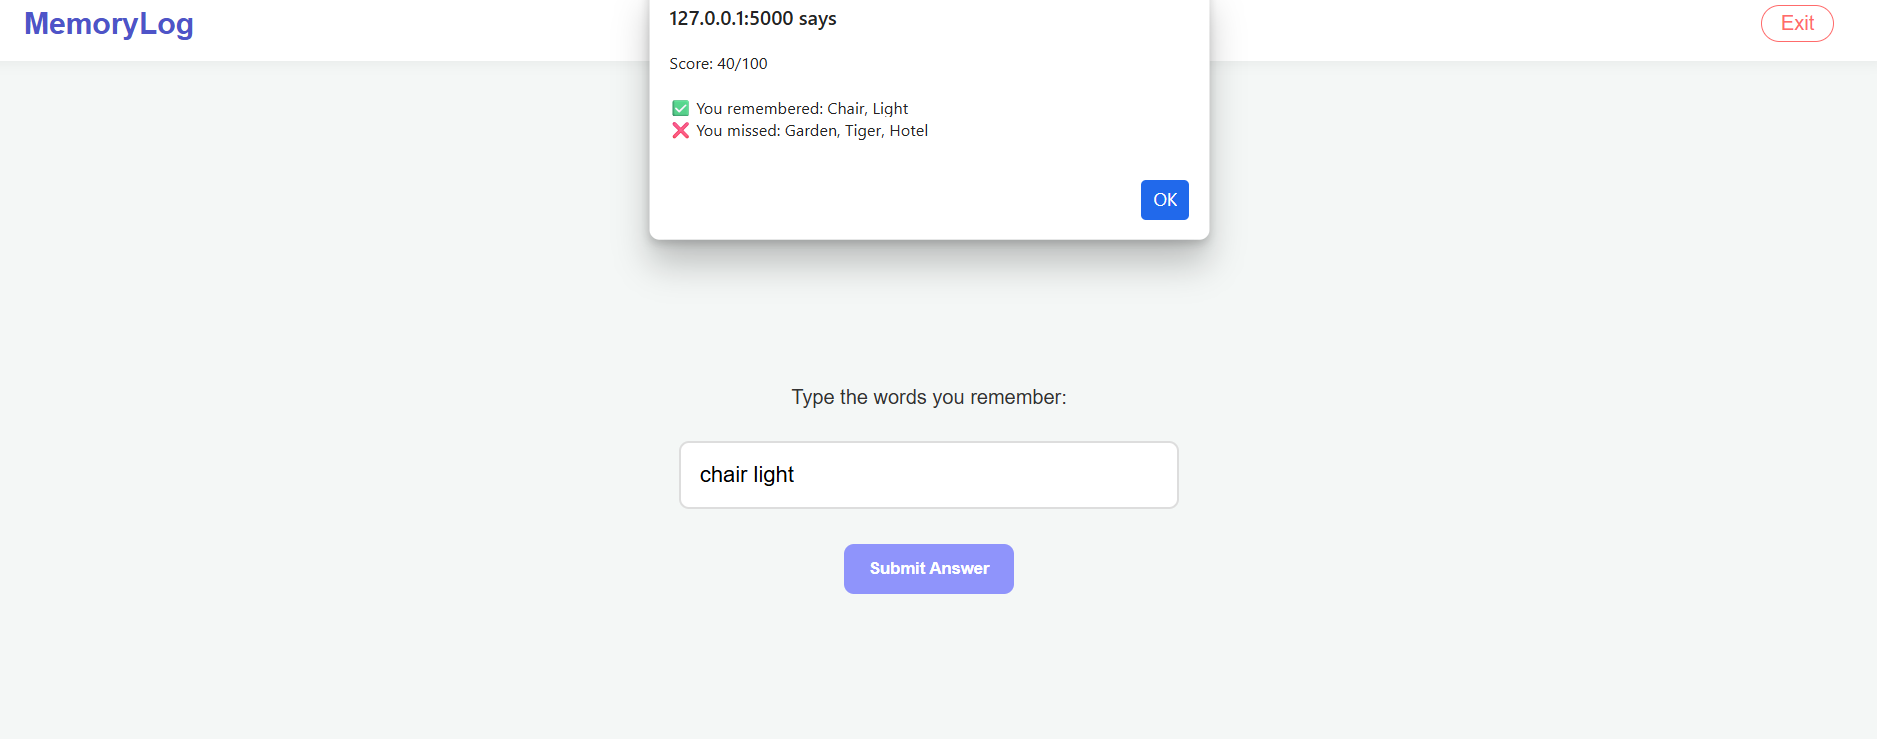 MemoryLog
Exit
127.0.0.1:5000 says
Score: 40/100
✅ You remembered: Chair, Light
❌ You missed: Garden, Tiger, Hotel
OK
Type the words you remember:
chair light
Submit Answer